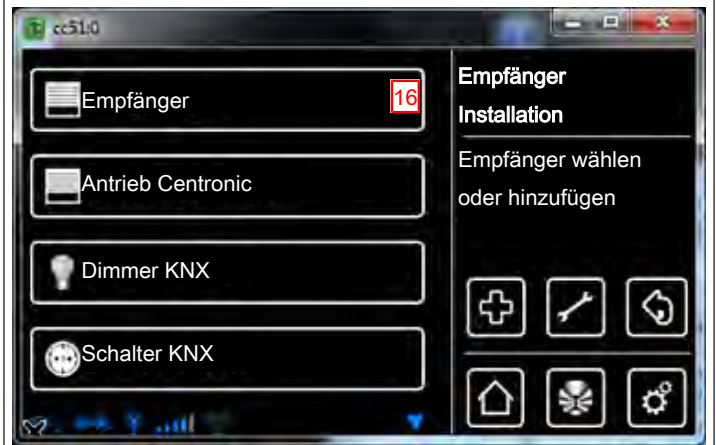 cc51:0
Empfänger
16
Antrieb Centronic
Dimmer KNX
Schalter KNX
Empfänger
Installation
Empfänger wählen
oder hinzufügen